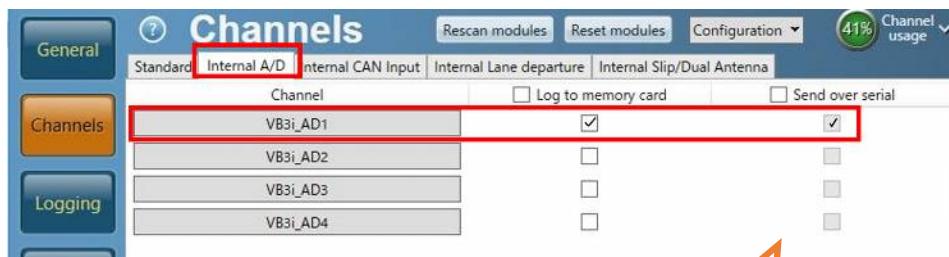 General
? Channels Rescan modules Reset modules Configuration 41% Channel usage
Standard Internal A/D Internal CAN Input Internal Lane departure Internal Slip/Dual Antenna
Channel Log to memory card Send over serial
Channels VB3i_AD1
VB3i_AD2
VB3i_AD3
Logging
VB3i_AD4